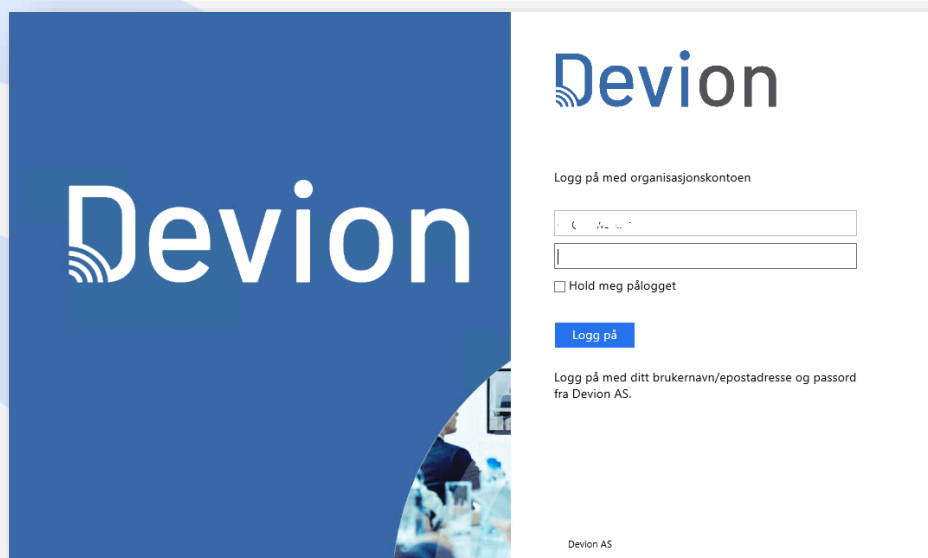 Devion
Devion
Logg på med organisasjonskontoen
Hold meg pålogget
Logg på
Logg på med ditt brukernavn/epostadresse og passord
fra Devion AS.
Devion AS